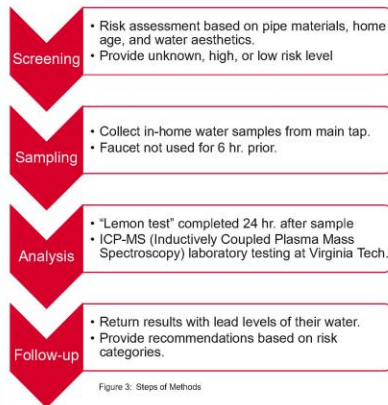 • Risk assessment based on pipe materials, home
age, and water aesthetics.
• Provide unknown, high, or low risk level
Screening
• Collect in-home water samples from main tap.
• Faucet not used for 6 hr. prior.
Sampling
• “Lemon test” completed 24 hr. after sample
• ICP-MS (Inductively Coupled Plasma Mass
Spectroscopy) laboratory testing at Virginia Tech.
Analysis
• Return results with lead levels of their water.
• Provide recommendations based on risk
categories.
Follow-up
Figure 3: Steps of Methods